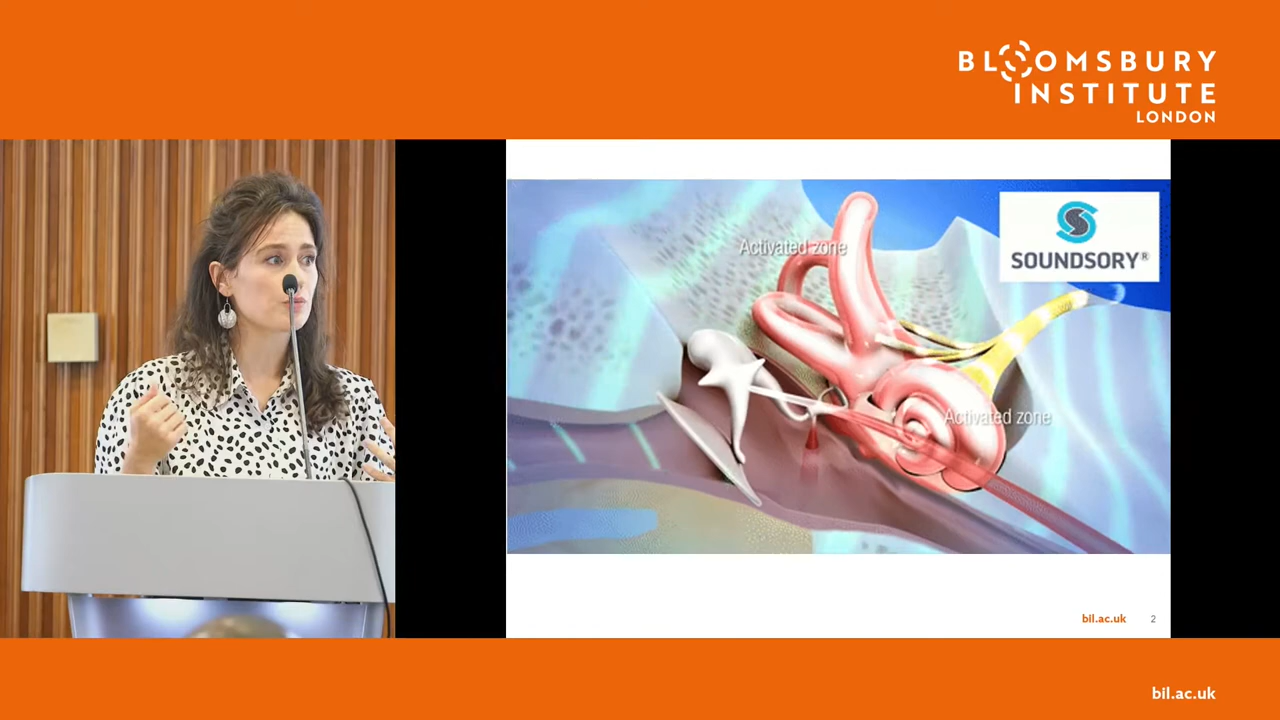 BLOOMSBURY
INSTITUTE
LONDON
Activated zone
SOUNDSORY®
Activated zone
bil.ac.uk 2
bil.ac.uk